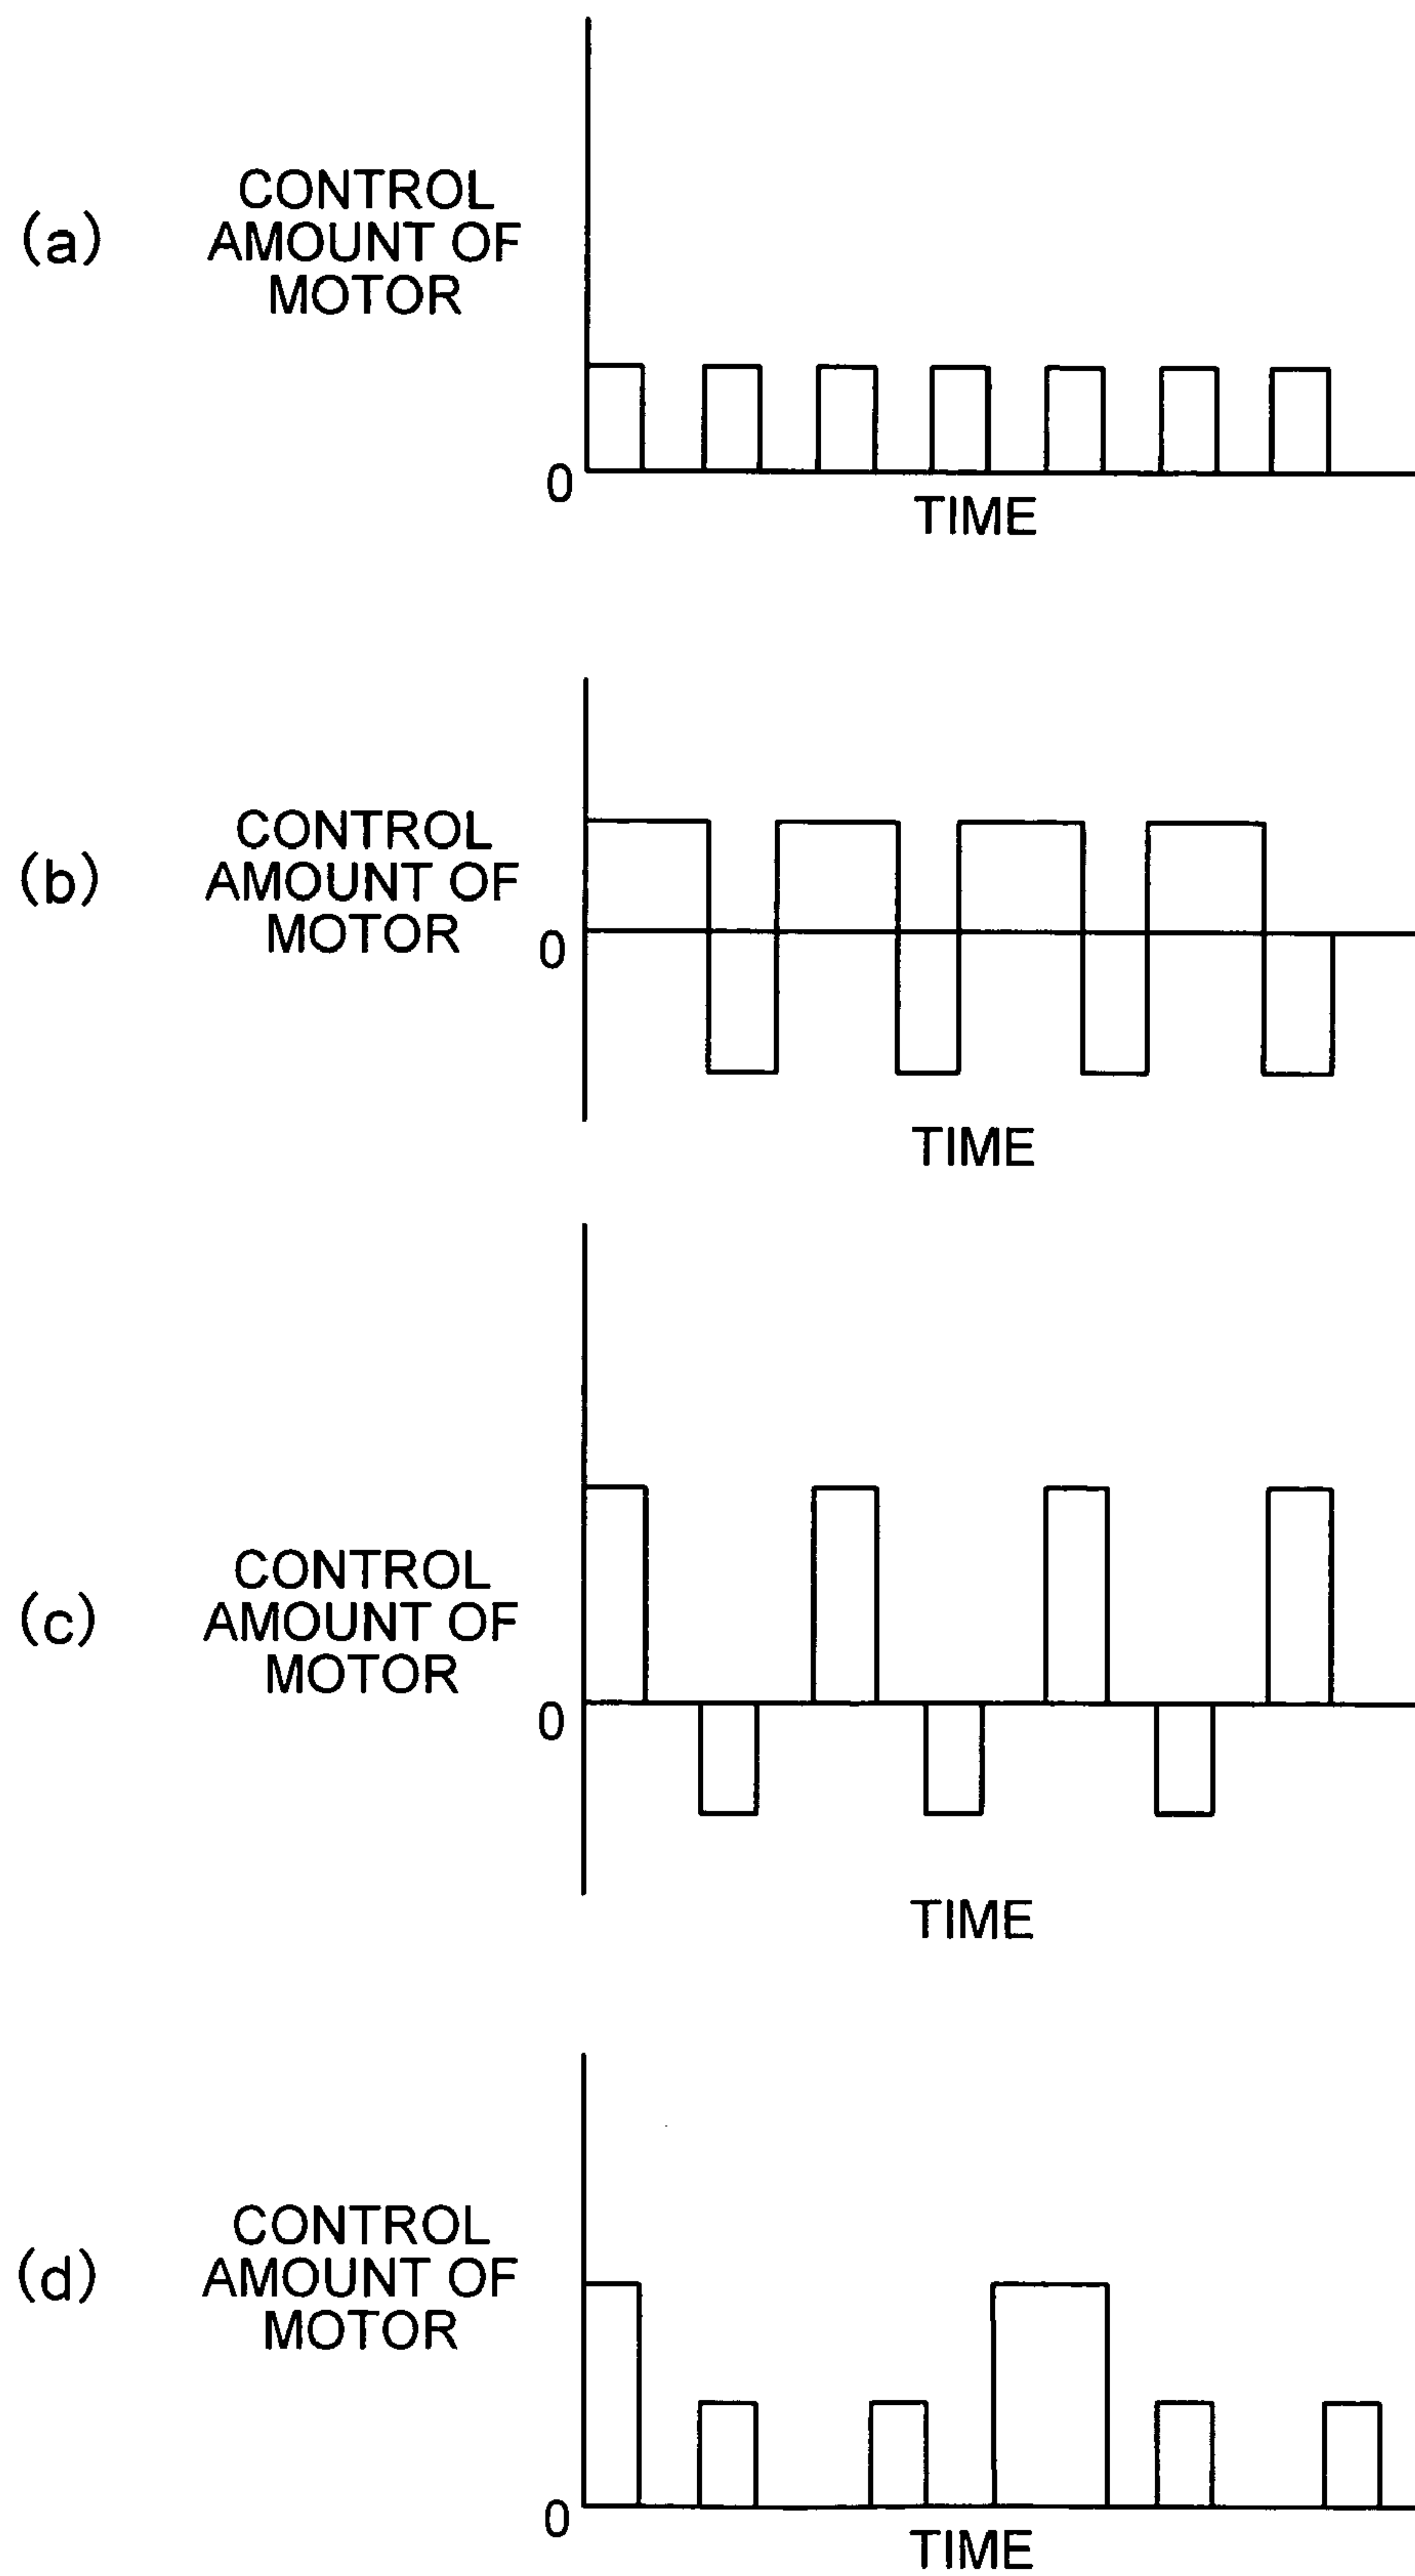 (a)
CONTROL
AMOUNT OF
MOTOR
0
TIME
(b)
CONTROL
AMOUNT OF
MOTOR
0
TIME
(c)
CONTROL
AMOUNT OF
MOTOR
0
TIME
(d)
CONTROL
AMOUNT OF
MOTOR
0
TIME